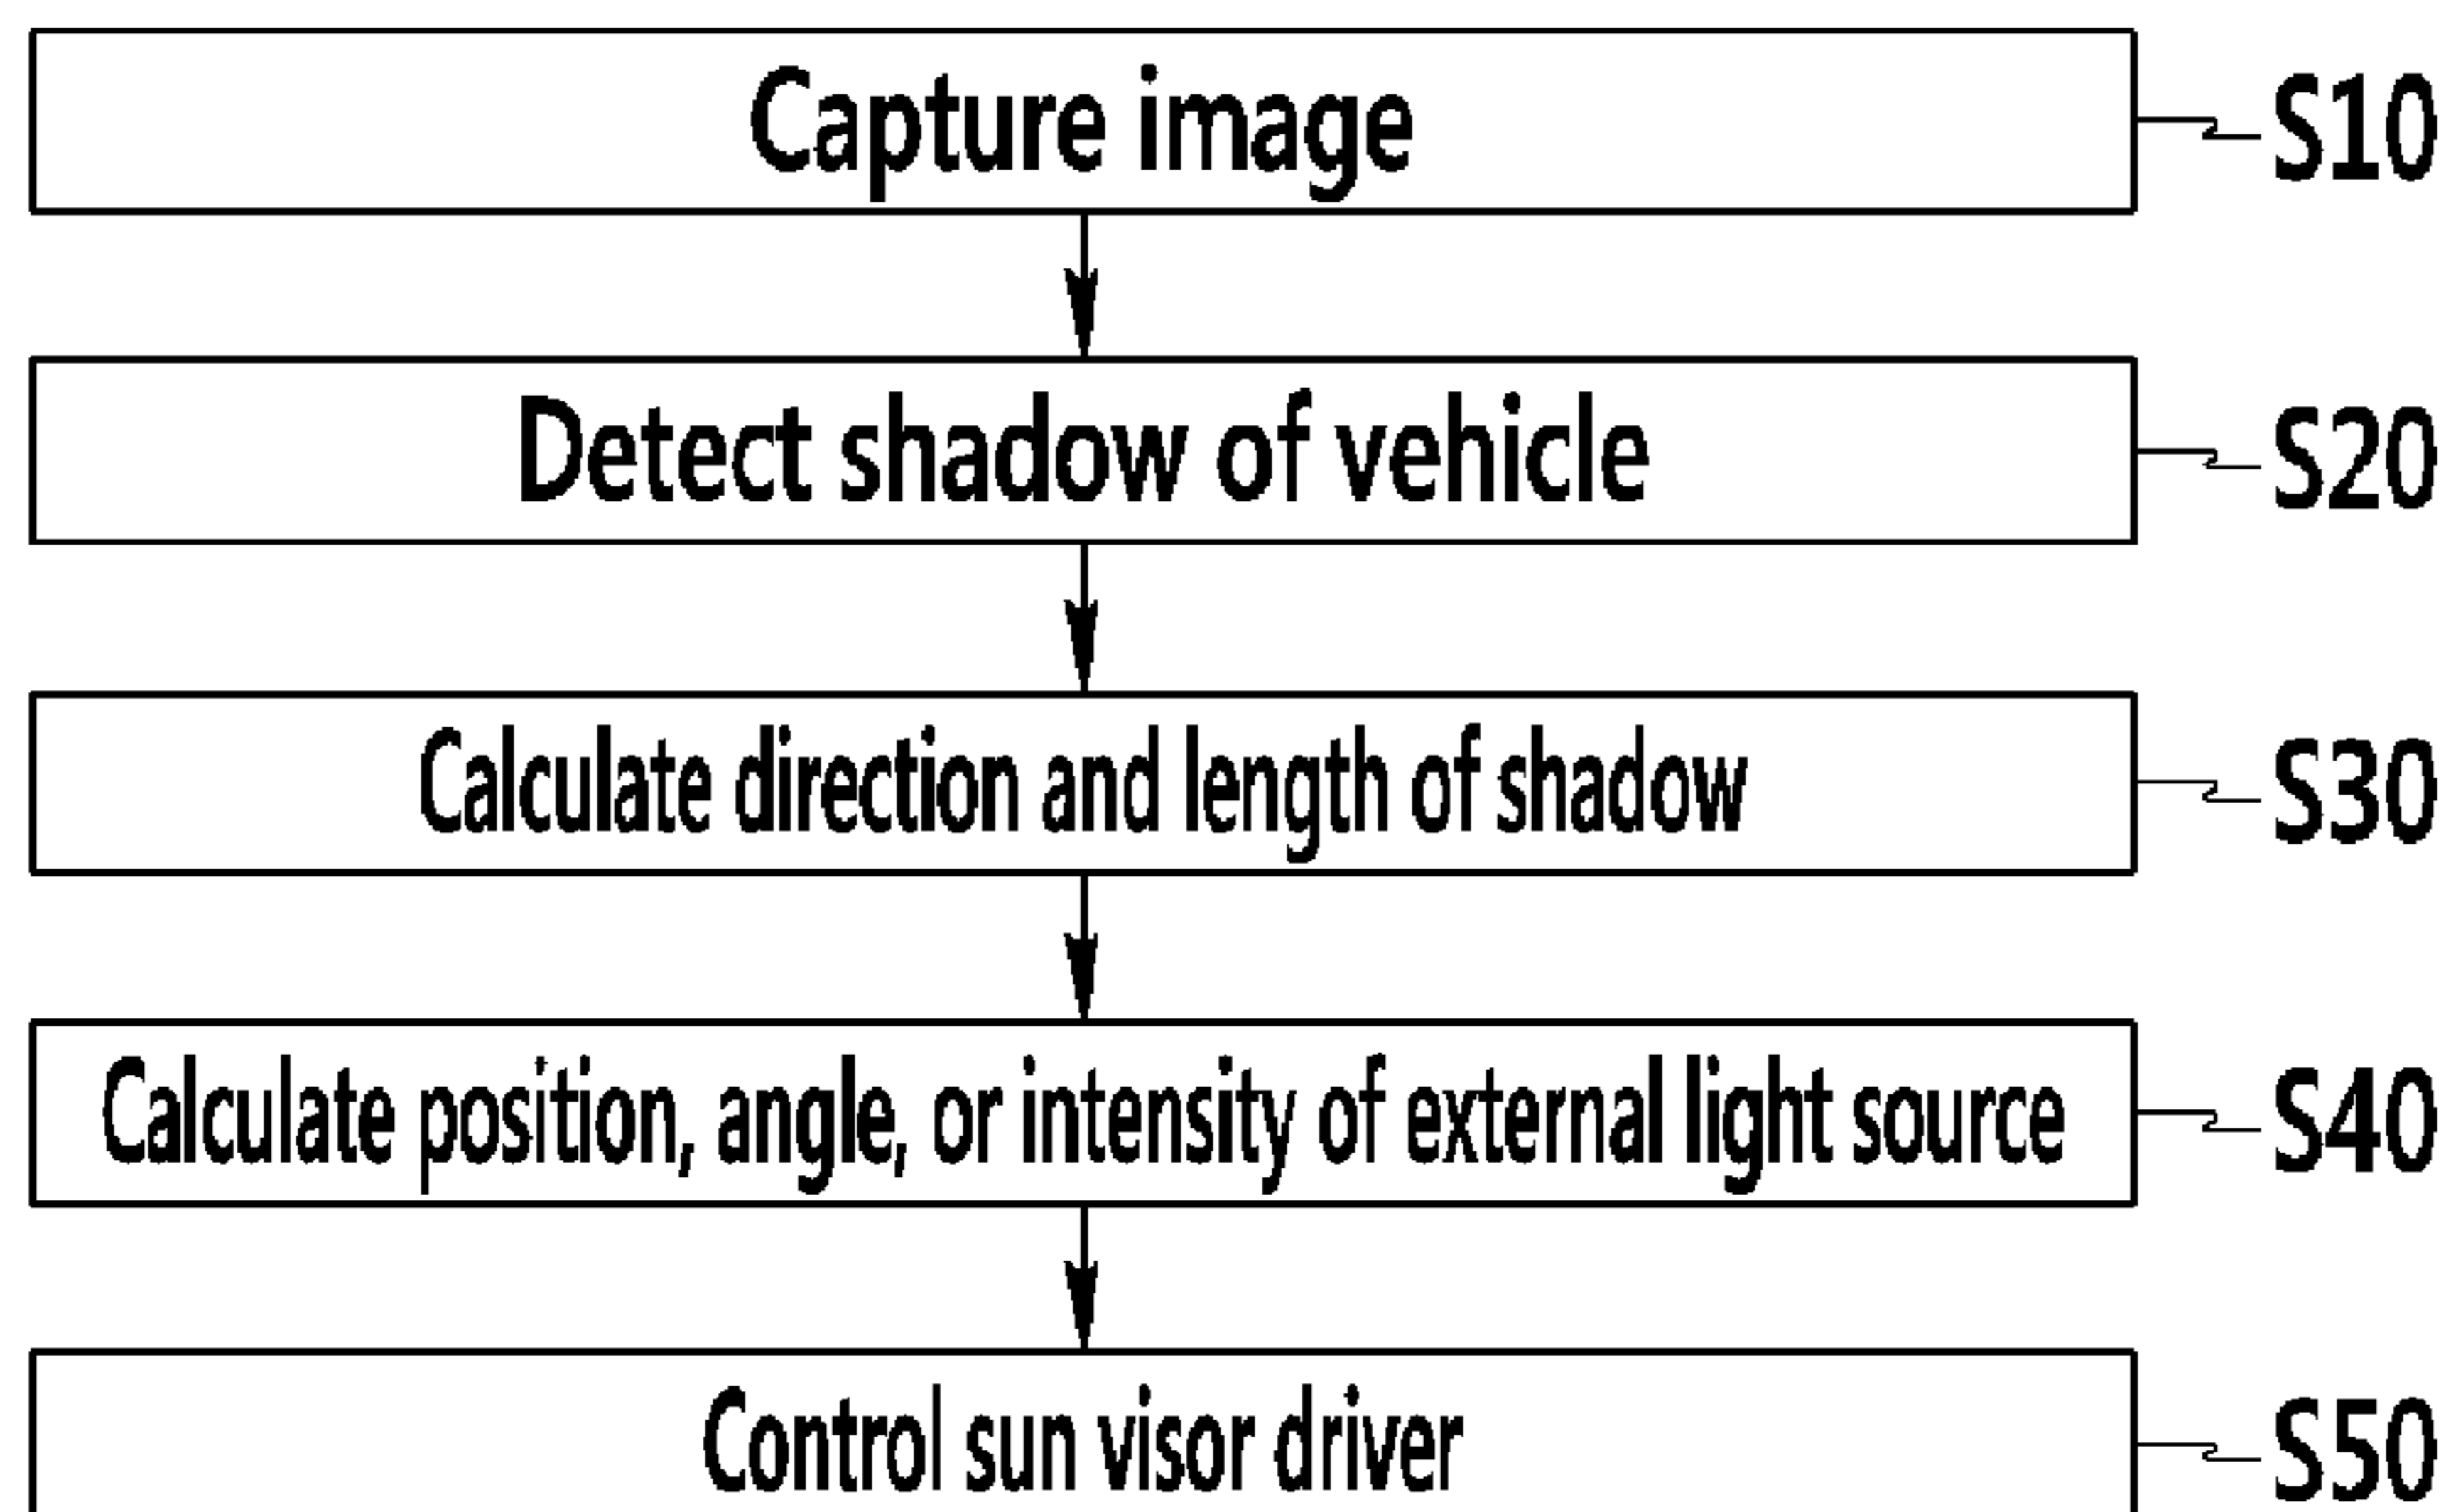 Capture image S10
Detect shadow of vehicle S20
Calculate direction and length of shadow S30
Calculate position, angle, or intensity of external light source S40
Control sun visor driver S50